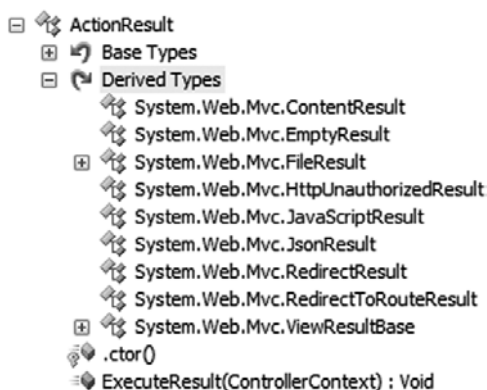 ActionResult
Base Types
Derived Types
System.Web.Mvc.ContentResult
System.Web.Mvc.EmptyResult
System.Web.Mvc.FileResult
System.Web.Mvc.HttpUnauthorizedResult
System.Web.Mvc.JavaScriptResult
System.Web.Mvc.JsonResult
System.Web.Mvc.RedirectResult
System.Web.Mvc.RedirectToRouteResult
System.Web.Mvc.ViewResultBase
.ctor()
ExecuteResult(ControllerContext) : Void